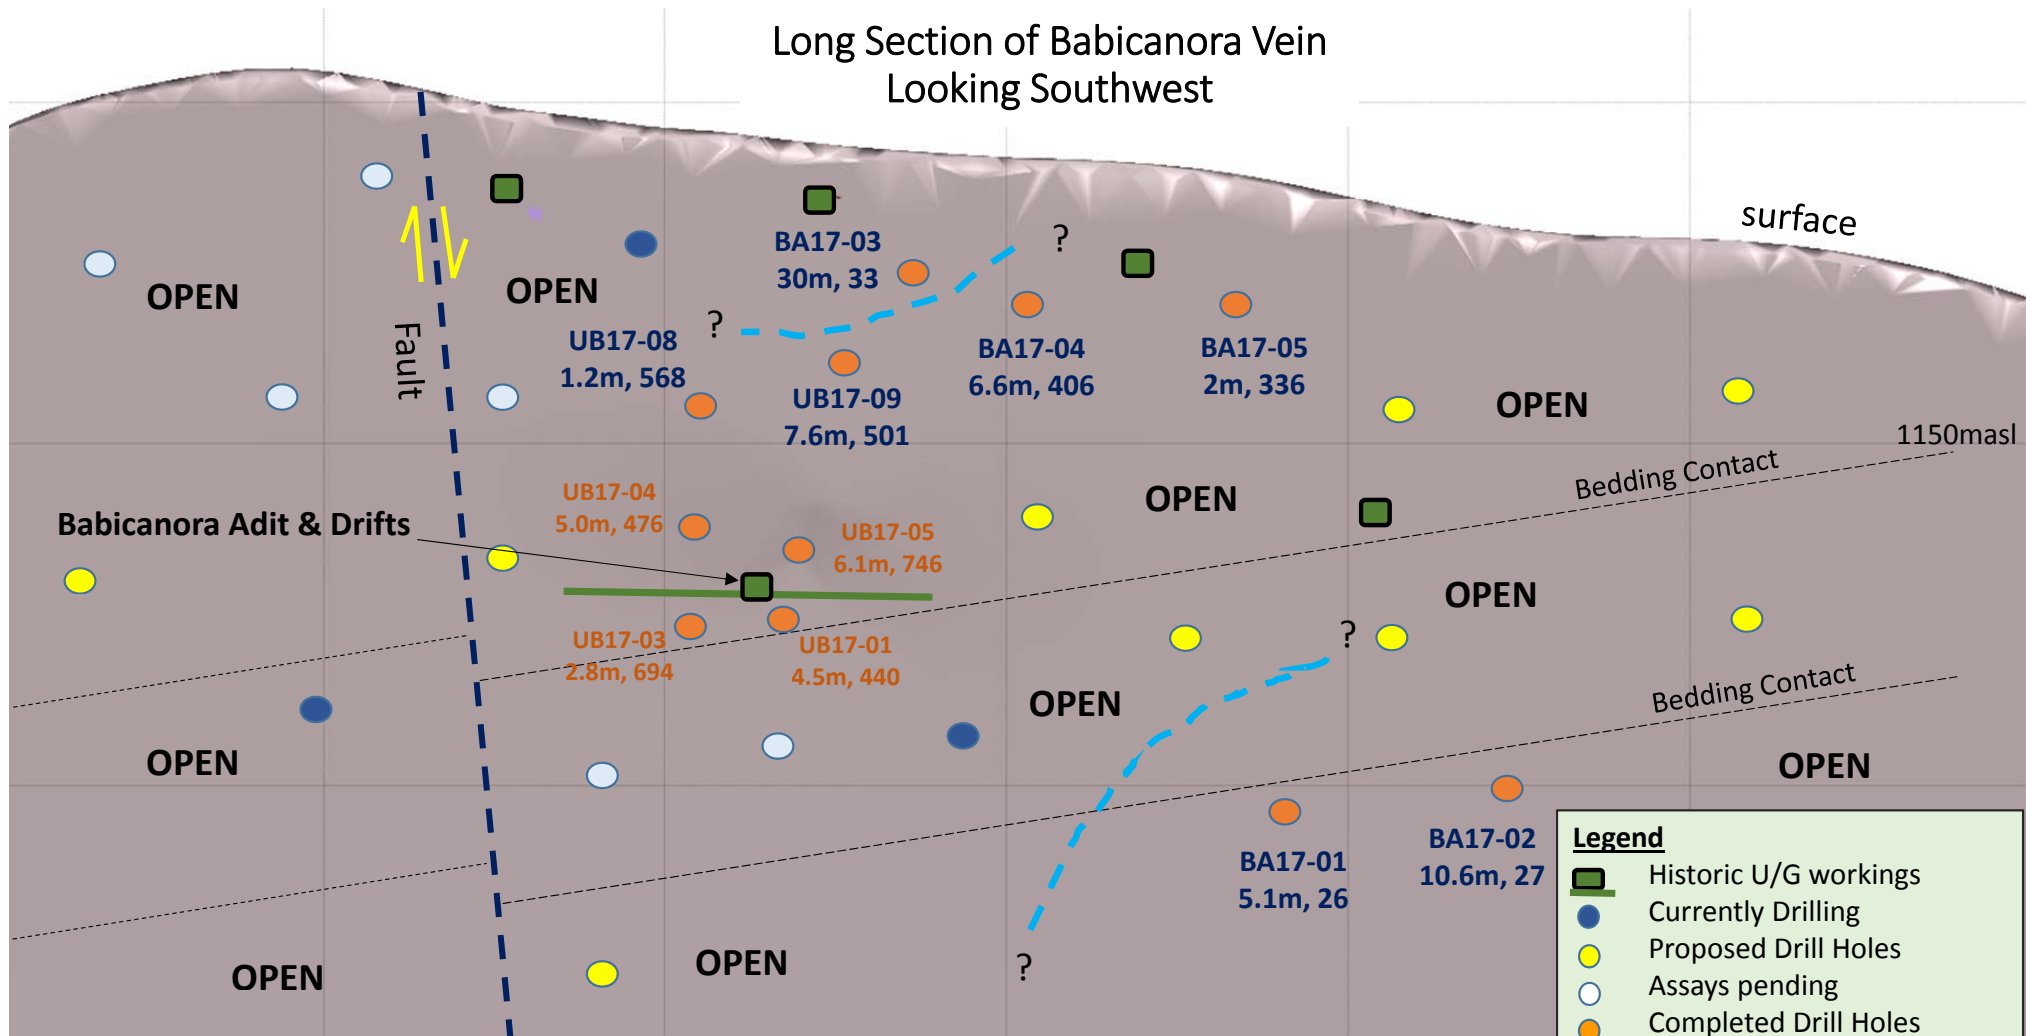 Long Section of Babicanora Vein
Looking Southwest
surface
?
BA17-03
30m, 33
OPEN
OPEN
Fault
?
UB17-08
1.2m, 568
BA17-04
6.6m, 406
BA17-05
2m, 336
UB17-09
7.6m, 501
OPEN
1150masl
Bedding Contact
UB17-04
5.0m, 476
OPEN
Babicanora Adit & Drifts
UB17-05
6.1m, 746
OPEN
?
UB17-03
2.8m, 694
UB17-01
4.5m, 440
Bedding Contact
OPEN
OPEN
OPEN
BA17-01
5.1m, 26
BA17-02
10.6m, 27
OPEN
OPEN
?
Legend
Historic U/G workings
Currently Drilling
Proposed Drill Holes
Assays pending
Completed Drill Holes